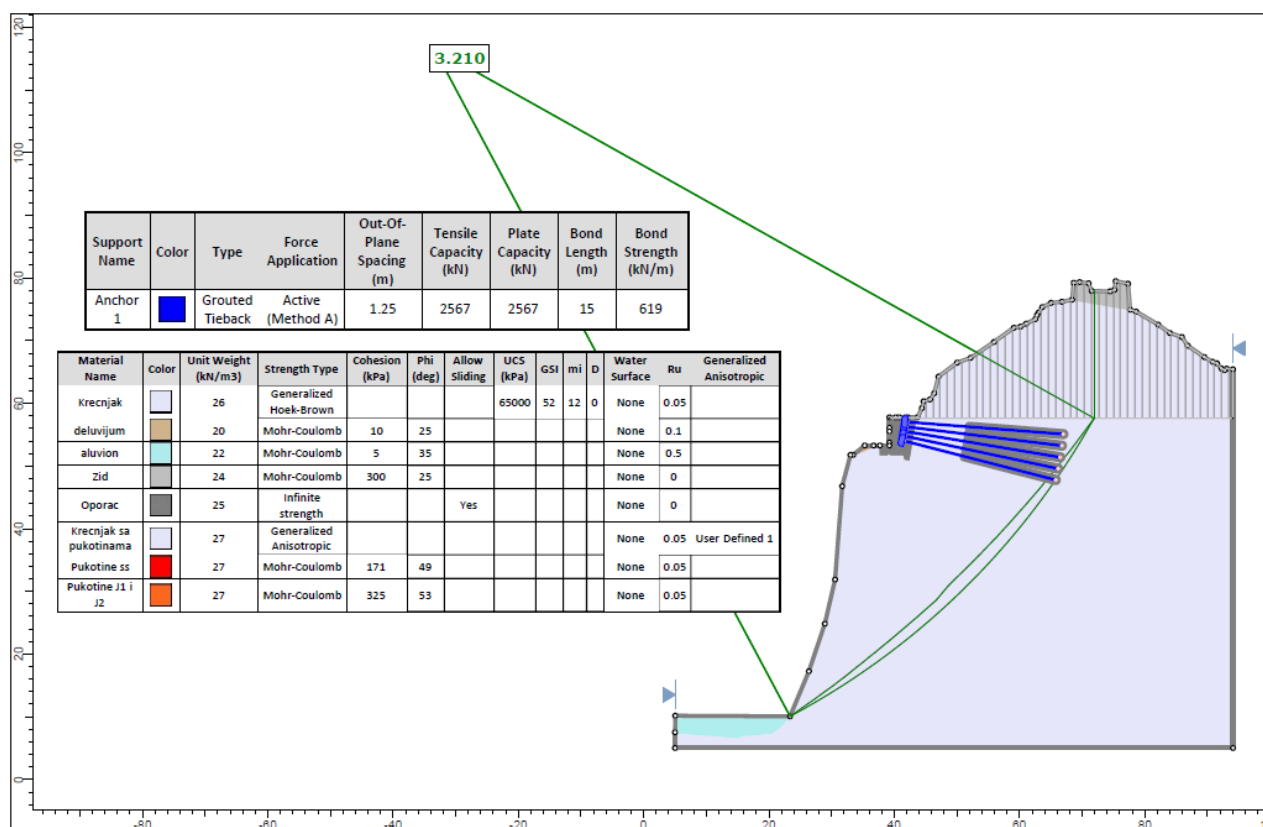 120
3.210
100
Support Name Color Type Force Application Out-Of-Plane Spacing (m) Tensile Capacity (kN) Plate Capacity (kN) Bond Length (m) Bond Strength (kN/m)
Anchor 1 Grouted Tieback Active (Method A) 1.25 2567 2567 15 619
80
Material Name Color Unit Weight (kN/m3) Strength Type Cohesion (kPa) Phi (deg) Allow Sliding UCS (kPa) GSI mi D Water Surface Ru Generalized Anisotropic
Krecnjak 26 Generalized Hoek-Brown 65000 52 12 0 None 0.05
60
deluvijum 20 Mohr-Coulomb 10 25 None 0.1
aluvion 22 Mohr-Coulomb 5 35 None 0.5
Zid 24 Mohr-Coulomb 300 25 None 0
Oporac 25 Infinite strength Yes None 0
Krecnjak sa pukotinama 27 Generalized Anisotropic None 0.05 User Defined 1
40
Pukotine ss 27 Mohr-Coulomb 171 49 None 0.05
Pukotine J1 i J2 27 Mohr-Coulomb 325 53 None 0.05
20
0
-80 -60 -40 -20 0 20 40 60 80